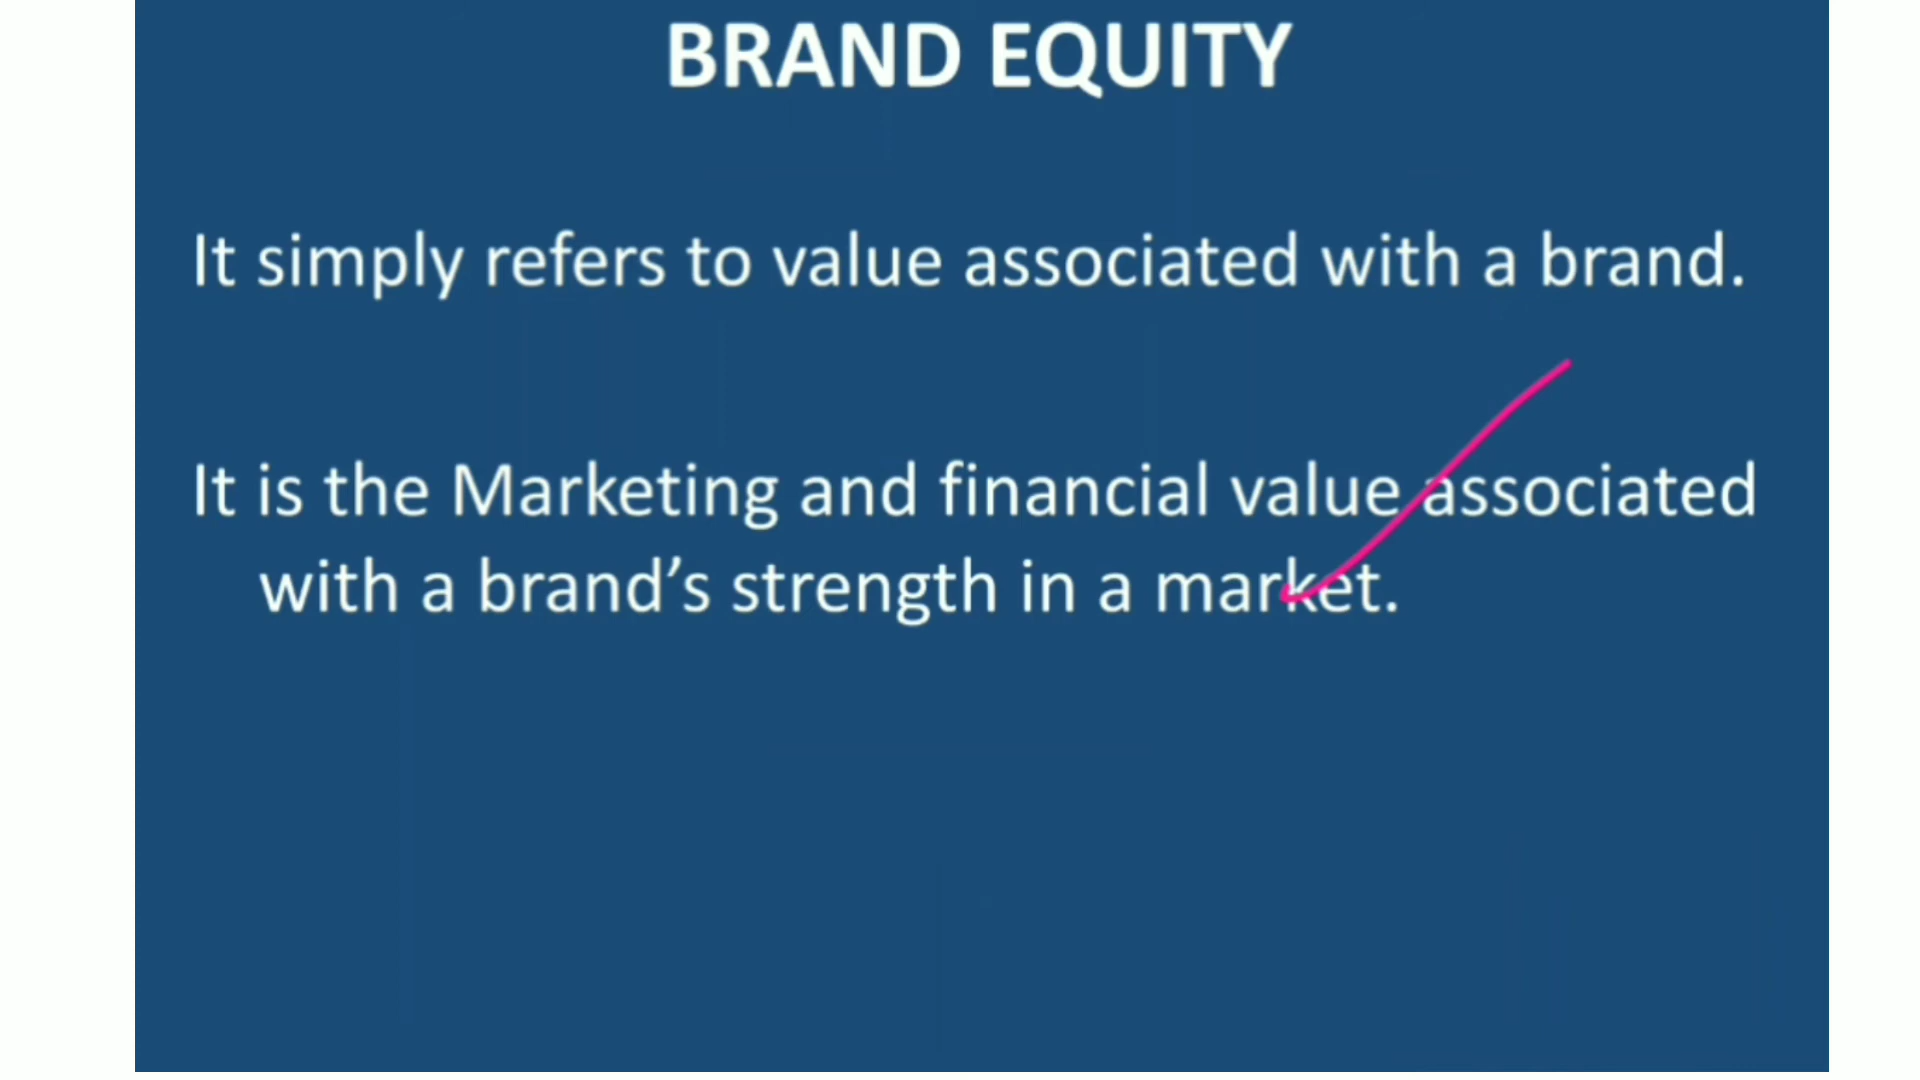 BRAND EQUITY
It simply refers to value associated with a brand.
It is the Marketing and financial value associated
with a brand’s strength in a market.